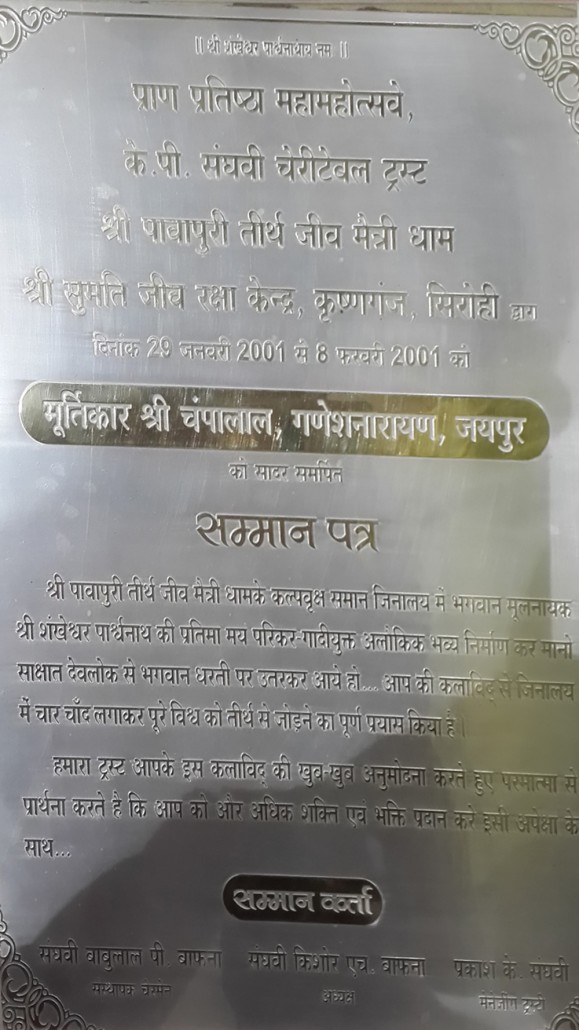 || श्री शंखेश्वर पार्श्वनाथाय नमः ||
प्राण प्रतिष्ठा महामहोत्सवे,
के.पी. संघवी चेरीटेबल ट्रस्ट
श्री पावापुरी तीर्थ जीव मैत्री धाम
श्री सुमति जीव रक्षा केन्द्र, कृष्णगंज, सिरोही द्वारा
दिनांक 29 जनवरी 2001 से 8 फरवरी 2001 को
मूर्तिकार श्री चंपालाल, गणेशनारायण, जयपुर
को सादर समर्पित
सम्मान पत्र
श्री पावापुरी तीर्थ जीव मैत्री धामके कल्पवृक्ष समान जिनालय में भगवान मूलनायक
श्री शंखेश्वर पार्श्वनाथ की प्रतिमा मय परिकर-गादीयुक्त अलोकिक भव्य निर्माण कर मानो
साक्षात देवलोक से भगवान धरती पर उतरकर आये हो... आप की कलाविद् से जिनालय
में चार चाँद लगाकर पूरे विश्व को तीर्थ से जोड़ने का पूर्ण प्रयास किया है।
हमारा ट्रस्ट आपके इस कलाविद् की खुब-खुब अनुमोदना करते हुए परमात्मा से
प्रार्थना करते है कि आप को ओर अधिक शक्ति एवं भक्ति प्रदान करे इसी अपेक्षा के
साथ...
सम्मान कर्ता
संघवी बाबुलाल पी. बाफना संघवी किशोर एच. बाफना प्रकाश के. संघवी
संस्थापक चेरमेन अध्यक्ष मेनेजींग ट्रस्टी